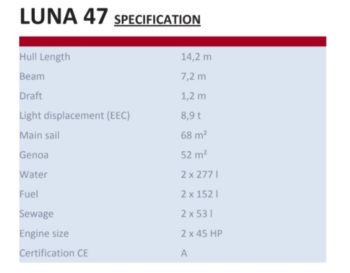 LUNA 47 SPECIFICATION
Hull Length 14,2 m
Beam 7,2 m
Draft 1,2 m
Light displacement (EEC) 8,9 t
Main sail 68 m²
Genoa 52 m²
Water 2 x 277 l
Fuel 2 x 152 l
Sewage 2 x 53 l
Engine size 2 x 45 HP
Certification CE A